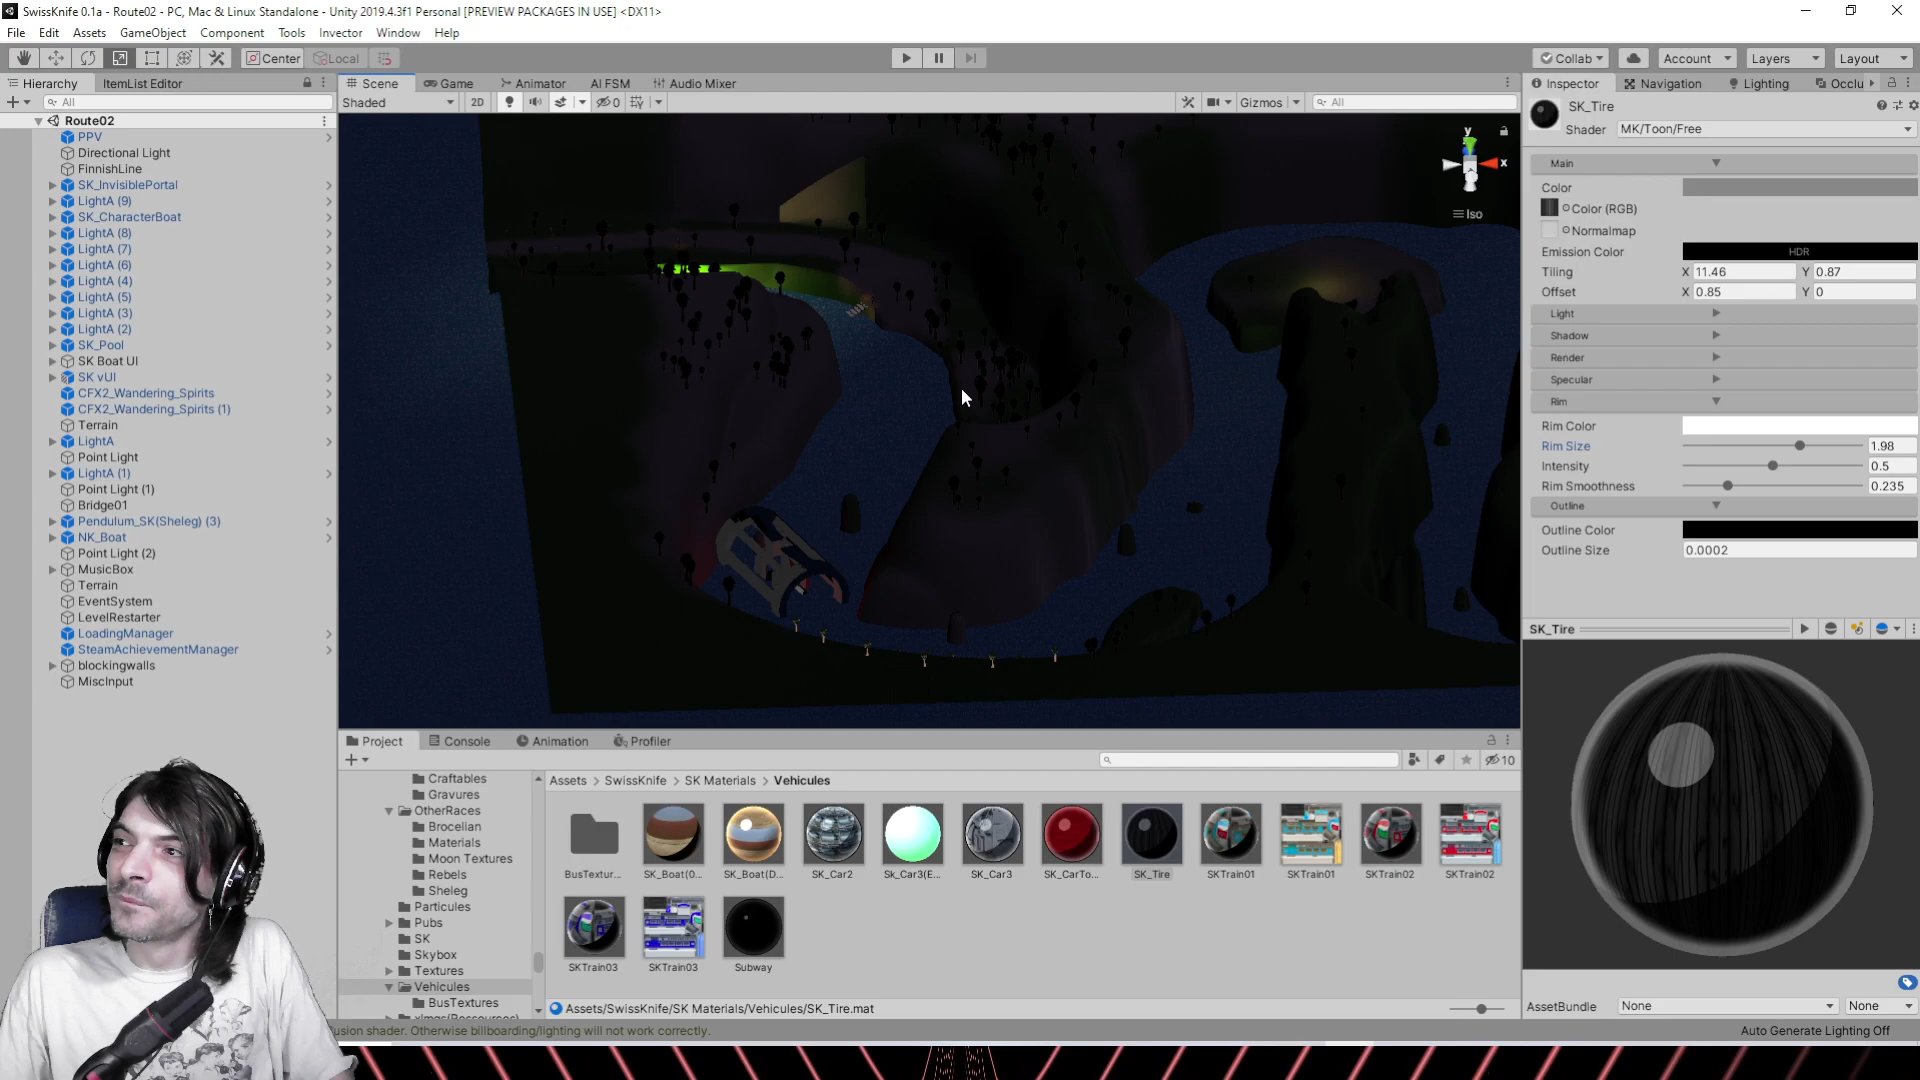 SwissKnife 0.1a - Route02 - PC, Mac & Linux Standalone - Unity 2019.4.3f1 Personal [PREVIEW PACKAGES IN USE] <DX11>
File Edit Assets GameObject Component Tools Invector Window Help
Center Local Collab Account Layers Layout
Hierarchy ItemList Editor
All
Route02
PPV
Directional Light
FinnishLine
SK_InvisiblePortal
LightA (9)
SK_CharacterBoat
LightA (8)
LightA (7)
LightA (6)
LightA (4)
LightA (5)
LightA (3)
LightA (2)
SK_Pool
SK Boat UI
SK vUI
CFX2_Wandering_Spirits
CFX2_Wandering_Spirits (1)
Terrain
LightA
Point Light
LightA (1)
Point Light (1)
Bridge01
Pendulum_SK(Sheleg) (3)
NK_Boat
Point Light (2)
MusicBox
Terrain
EventSystem
LevelRestarter
LoadingManager
SteamAchievementManager
blockingwalls
MiscInput
Scene Game Animator AI FSM Audio Mixer
Shaded 2D 0 Gizmos All
y
x
Iso
Inspector Navigation Lighting Occlu
SK_Tire
Shader MK/Toon/Free
Main
Color
Color (RGB)
Normalmap
Emission Color HDR
Tiling X 11.46 Y 0.87
Offset X 0.85 Y 0
Light
Shadow
Render
Specular
Rim
Rim Color
Rim Size 1.98
Intensity 0.5
Rim Smoothness 0.235
Outline
Outline Color
Outline Size 0.0002
SK_Tire
AssetBundle None None
Auto Generate Lighting Off
Project Console Animation Profiler
10
Craftables
Gravures
OtherRaces
Brocelian
Materials
Moon Textures
Rebels
Sheleg
Particules
Pubs
SK
Skybox
Textures
Vehicules
BusTextures
Assets > SwissKnife > SK Materials > Vehicules
BusTextur... SK_Boat(0... SK_Boat(D... SK_Car2 Sk_Car3(E... SK_Car3 SK_CarTo... SK_Tire SKTrain01 SKTrain01 SKTrain02 SKTrain02
SKTrain03 SKTrain03 Subway
Assets/SwissKnife/SK Materials/Vehicules/SK_Tire.mat
usion shader. Otherwise billboarding/lighting will not work correctly.